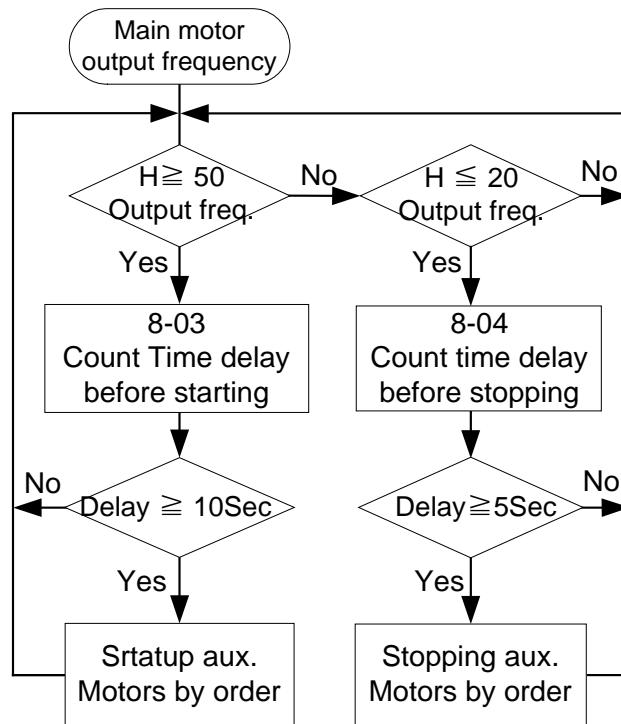 Main motor
output frequency
H≧ 50
Output freq.
No
H ≦ 20
Output freq.
No
Yes
Yes
8-03
Count Time delay
before starting
8-04
Count time delay
before stopping
No
Delay ≧ 10Sec
Delay≧5Sec
No
Yes
Yes
Srtatup aux.
Motors by order
Stopping aux.
Motors by order